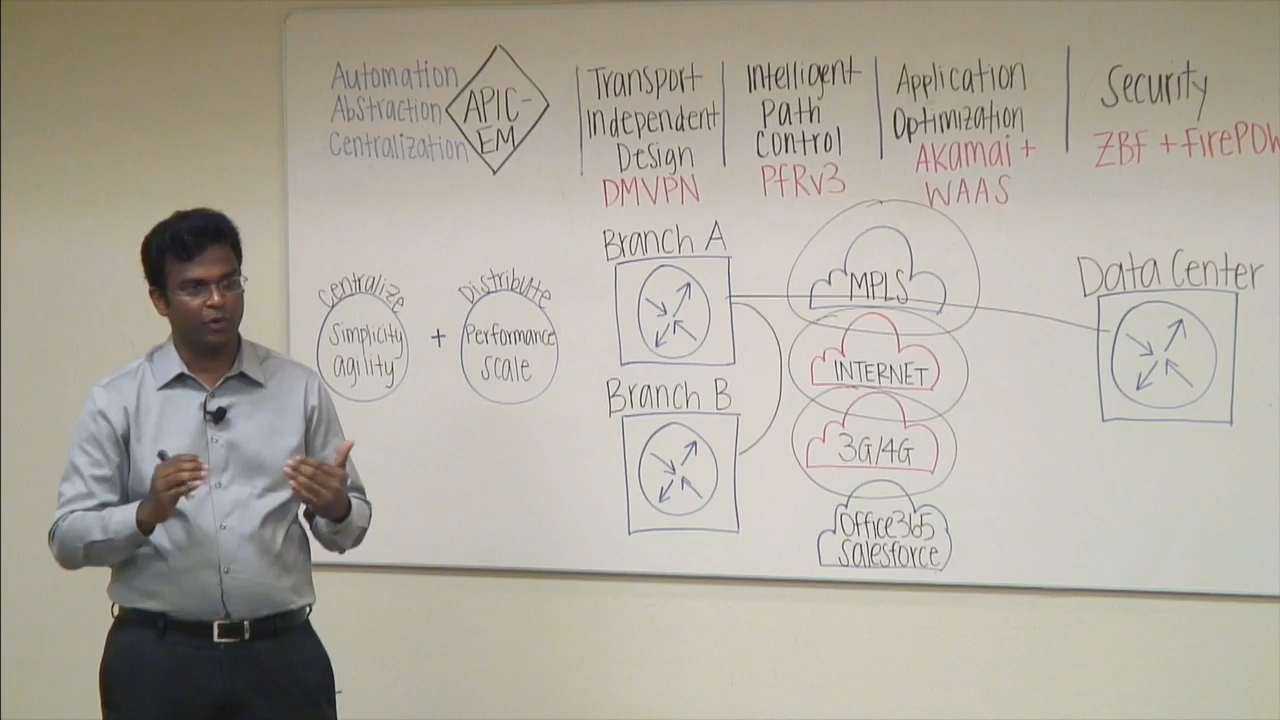 Automation
Abstraction
Centralization
APIC-
EM
Transport
Independent
Design
DMVPN
Intelligent
Path
Control
PfRv3
Application
Optimization
Akamai +
WAAS
Security
ZBF + FirePOW
Centralize
Simplicity
agility
+
Distribute
Performance
scale
Branch A
Branch B
MPLS
INTERNET
3G/4G
Office365
Salesforce
Data Center